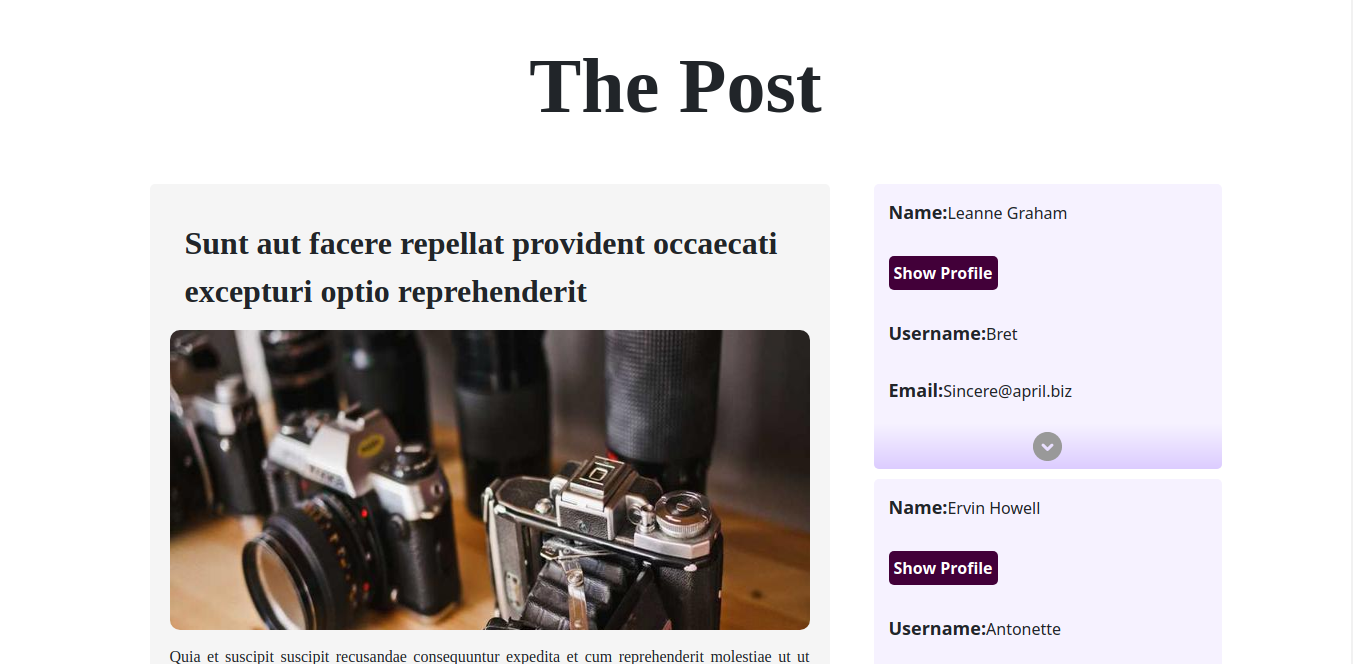 The Post
Sunt aut facere repellat provident occaecati
excepturi optio reprehenderit
Quia et suscipit suscipit recusandae consequuntur expedita et cum reprehenderit molestiae ut ut
Name:Leanne Graham
Show Profile
Username:Bret
Email:Sincere@april.biz
Name:Ervin Howell
Show Profile
Username:Antonette